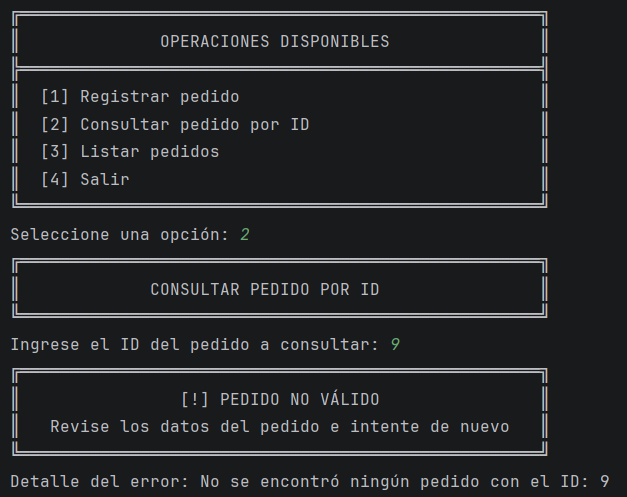 OPERACIONES DISPONIBLES
[1] Registrar pedido
[2] Consultar pedido por ID
[3] Listar pedidos
[4] Salir
Seleccione una opción: 2
CONSULTAR PEDIDO POR ID
Ingrese el ID del pedido a consultar: 9
[!] PEDIDO NO VÁLIDO
Revise los datos del pedido e intente de nuevo
Detalle del error: No se encontró ningún pedido con el ID: 9